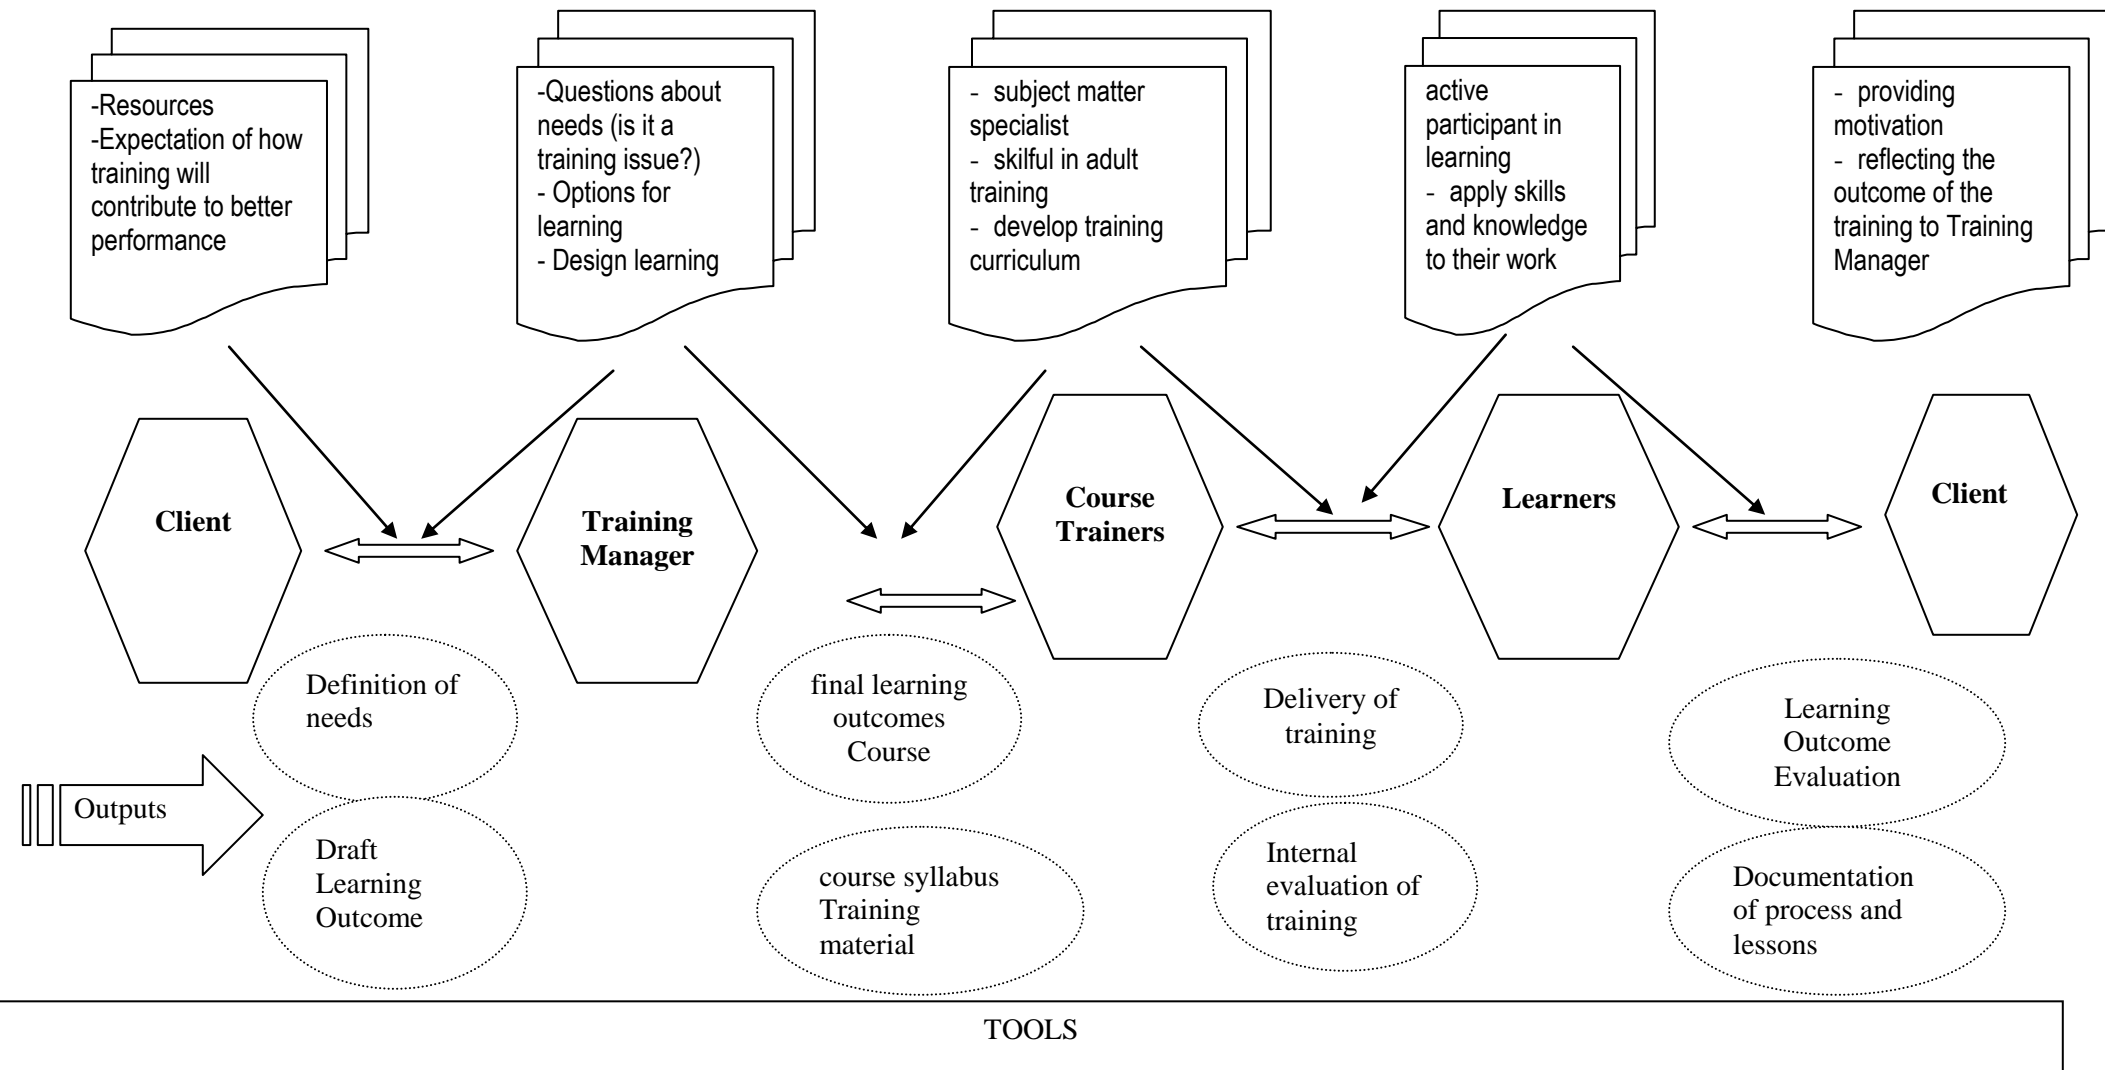 -Resources
-Expectation of how
training will
contribute to better
performance
-Questions about
needs (is it a
training issue?)
- Options for
learning
- Design learning
- subject matter
specialist
- skilful in adult
training
- develop training
curriculum
active
participant in
learning
- apply skills
and knowledge
to their work
- providing
motivation
- reflecting the
outcome of the
training to Training
Manager
Client
Training
Manager
Course
Trainers
Learners
Client
Outputs
Definition of
needs
Draft
Learning
Outcome
final learning
outcomes
Course
course syllabus
Training
material
Delivery of
training
Internal
evaluation of
training
Learning
Outcome
Evaluation
Documentation
of process and
lessons
TOOLS